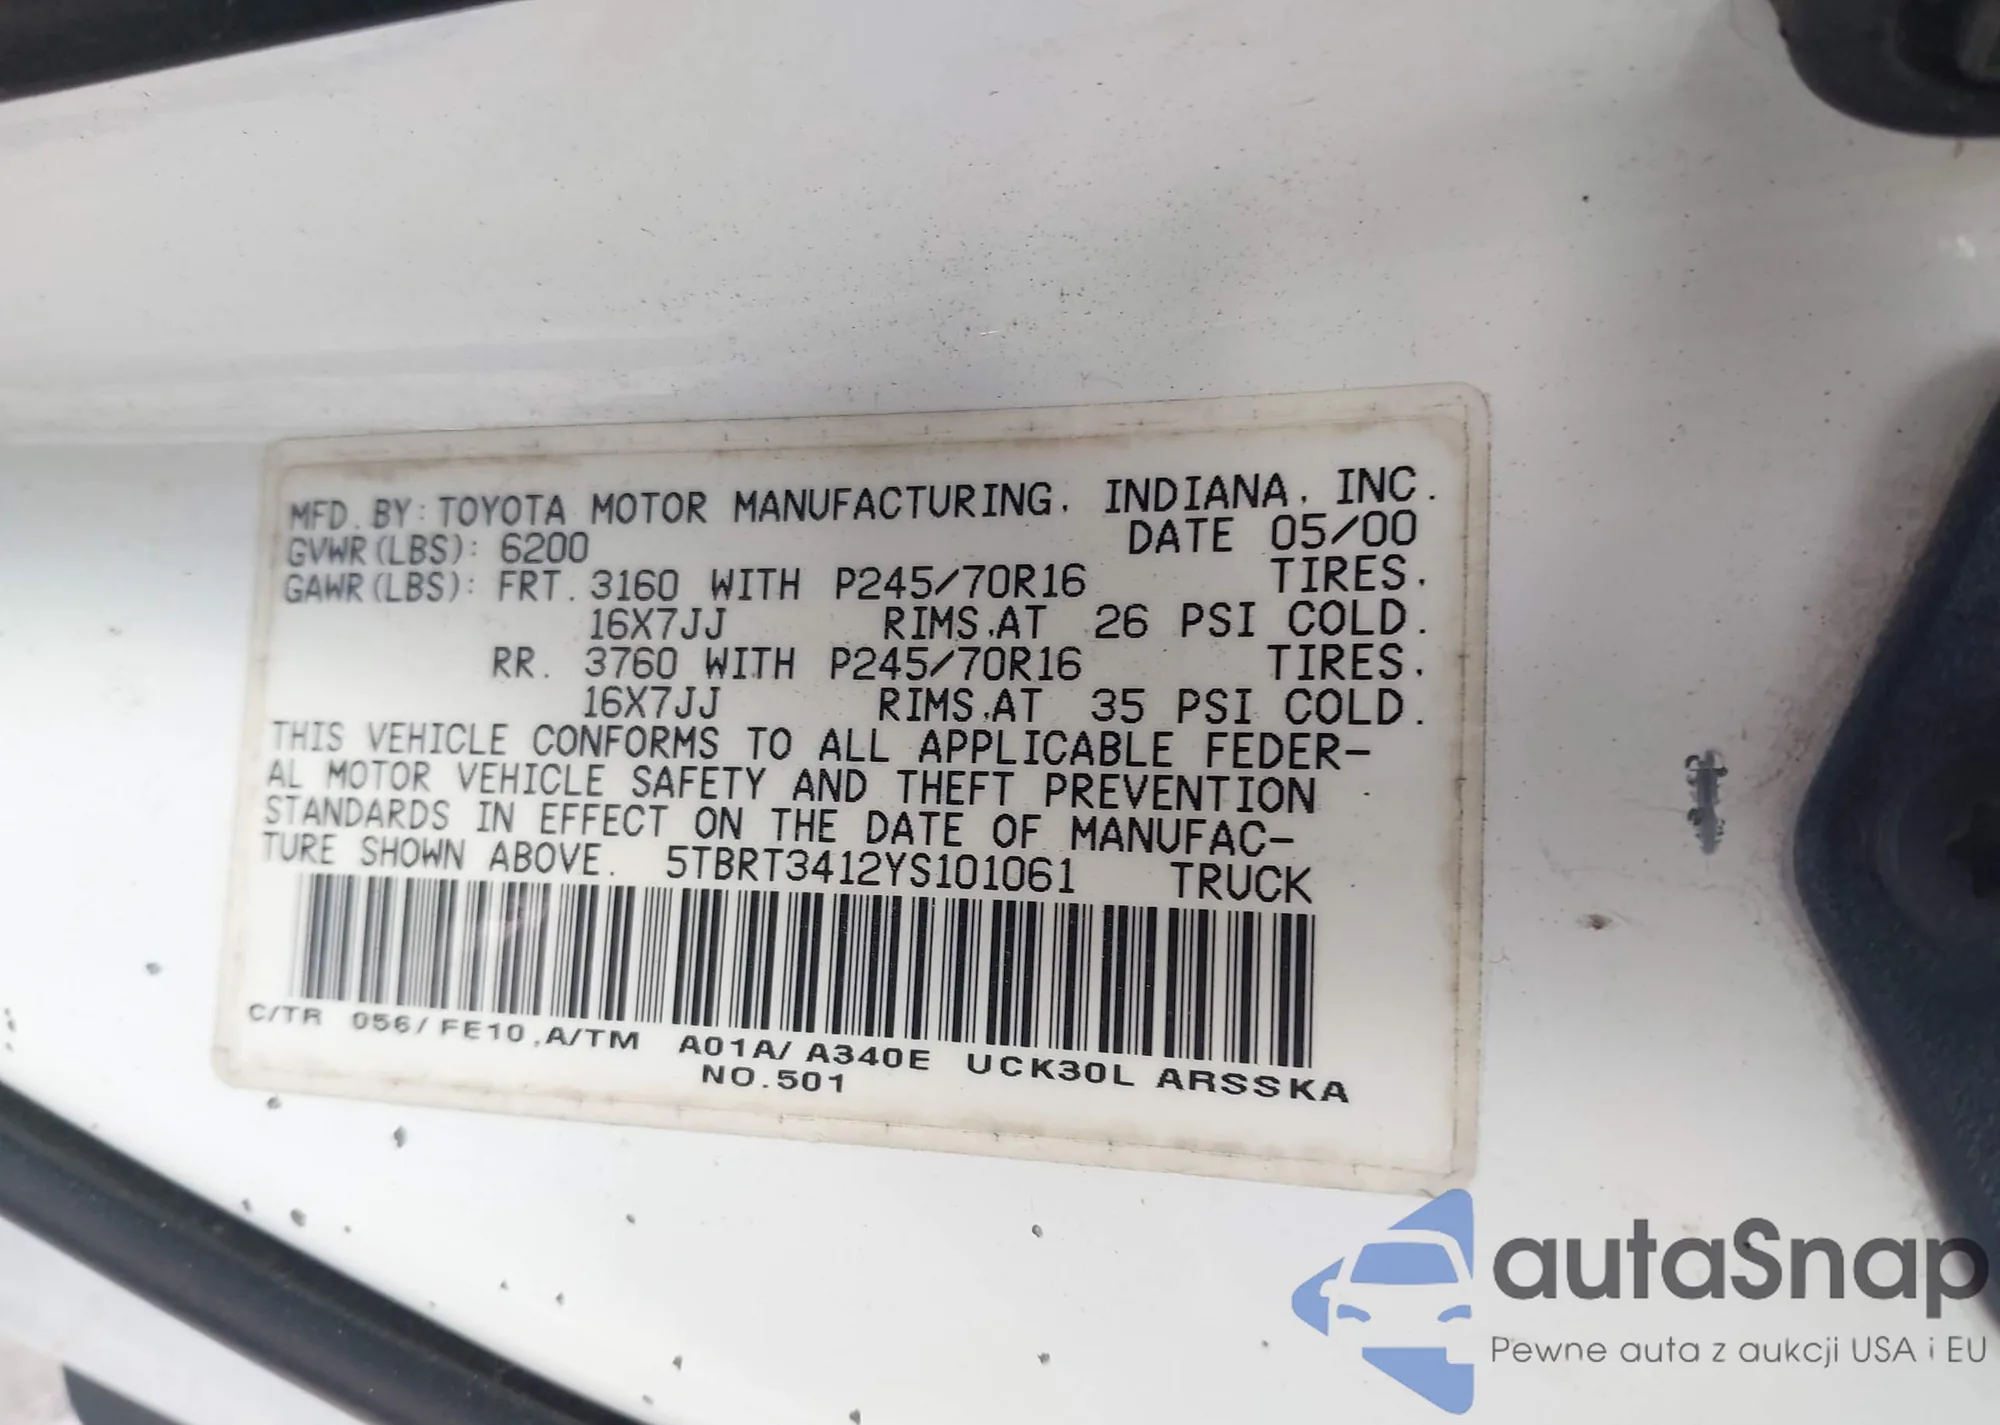 MFD. BY: TOYOTA MOTOR MANUFACTURING, INDIANA, INC.
GVWR(LBS): 6200 DATE 05/00
GAWR(LBS): FRT. 3160 WITH P245/70R16 TIRES,
16X7JJ RIMS,AT 26 PSI COLD.
RR. 3760 WITH P245/70R16 TIRES,
16X7JJ RIMS,AT 35 PSI COLD.
THIS VEHICLE CONFORMS TO ALL APPLICABLE FEDER-
AL MOTOR VEHICLE SAFETY AND THEFT PREVENTION
STANDARDS IN EFFECT ON THE DATE OF MANUFAC-
TURE SHOWN ABOVE. 5TBRT3412YS101061 TRUCK
C/TR 056/FE10,A/TM A01A/A340E UCK30L ARSSKA
NO.501
autaSnap
Pewne auta z aukcji USA i EU